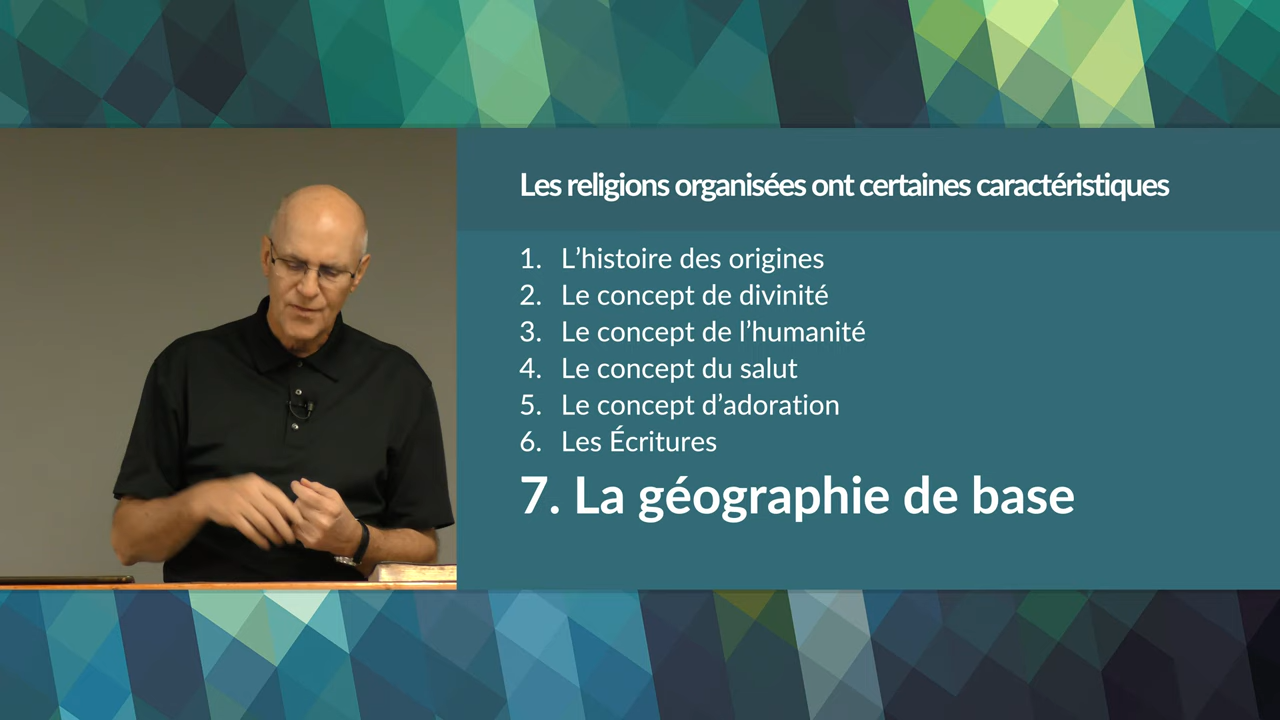 Les religions organisées ont certaines caractéristiques
1. L’histoire des origines
2. Le concept de divinité
3. Le concept de l’humanité
4. Le concept du salut
5. Le concept d’adoration
6. Les Écritures
7. La géographie de base